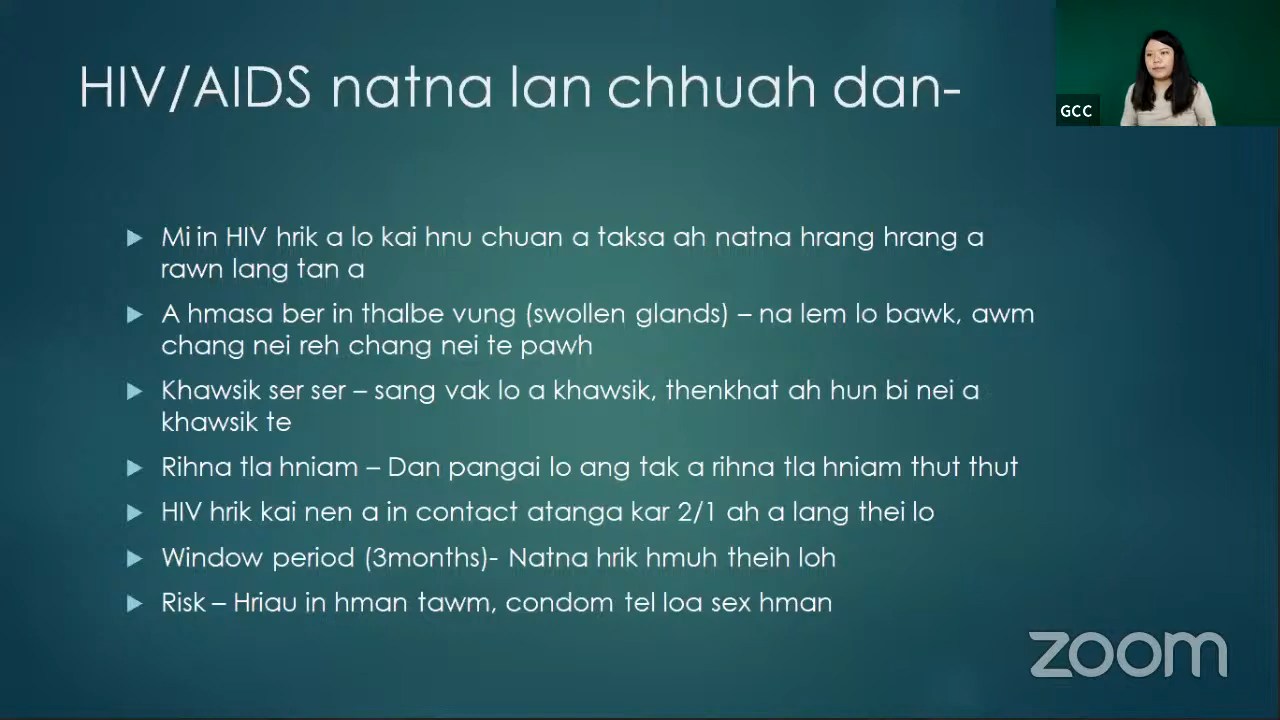 HIV/AIDS natna lan chhuah dan-
GCC
Mi in HIV hrik a lo kai hnu chuan a taksa ah natna hrang hrang a
rawn lang tan a
A hmasa ber in thalbe vung (swollen glands) – na lem lo bawk, awm
chang nei reh chang nei te pawh
Khawsik ser ser – sang vak lo a khawsik, thenkhat ah hun bi nei a
khawsik te
Rihna tla hniam – Dan pangai lo ang tak a rihna tla hniam thut thut
HIV hrik kai nen a in contact atanga kar 2/1 ah a lang thei lo
Window period (3months)- Natna hrik hmuh theih loh
Risk – Hriau in hman tawm, condom tel loa sex hman
zoom